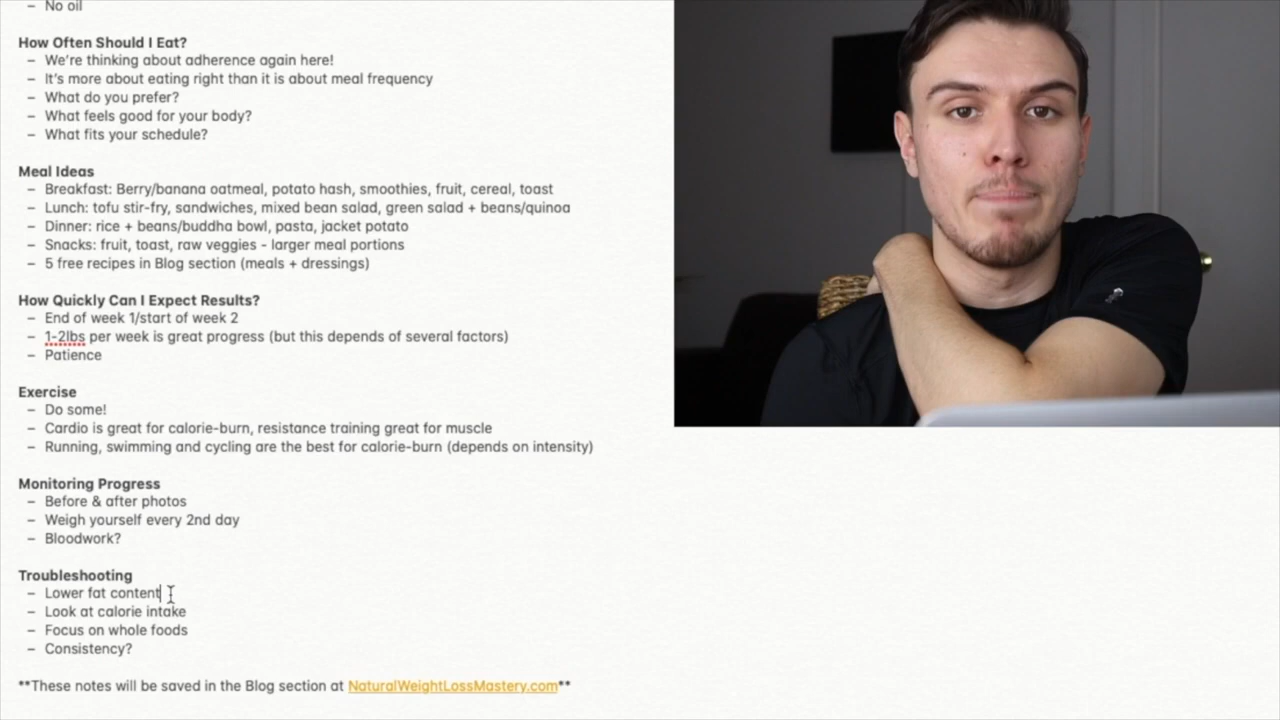 – No oil
How Often Should I Eat?
– We're thinking about adherence again here!
– It's more about eating right than it is about meal frequency
– What do you prefer?
– What feels good for your body?
– What fits your schedule?
Meal Ideas
– Breakfast: Berry/banana oatmeal, potato hash, smoothies, fruit, cereal, toast
– Lunch: tofu stir-fry, sandwiches, mixed bean salad, green salad + beans/quinoa
– Dinner: rice + beans/buddha bowl, pasta, jacket potato
– Snacks: fruit, toast, raw veggies - larger meal portions
– 5 free recipes in Blog section (meals + dressings)
How Quickly Can I Expect Results?
– End of week 1/start of week 2
– 1-2lbs per week is great progress (but this depends of several factors)
– Patience
Exercise
– Do some!
– Cardio is great for calorie-burn, resistance training great for muscle
– Running, swimming and cycling are the best for calorie-burn (depends on intensity)
Monitoring Progress
– Before & after photos
– Weigh yourself every 2nd day
– Bloodwork?
Troubleshooting
– Lower fat content
– Look at calorie intake
– Focus on whole foods
– Consistency?
**These notes will be saved in the Blog section at NaturalWeightLossMastery.com**